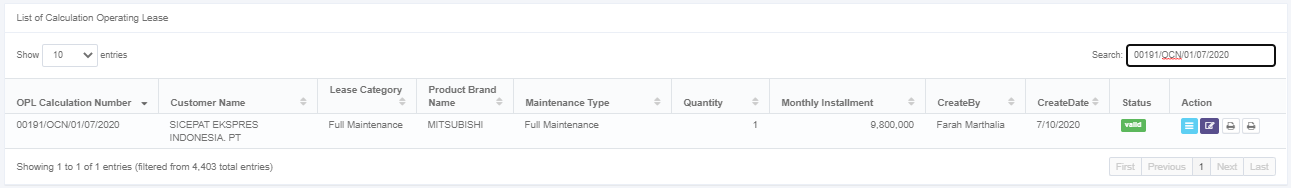 List of Calculation Operating Lease
Show 10 entries Search: 00191/OCN/01/07/2020
OPL Calculation Number Customer Name Lease Category Product Brand Name Maintenance Type Quantity Monthly Installment CreateBy CreateDate Status Action
00191/OCN/01/07/2020 SICEPAT EKSPRES INDONESIA. PT Full Maintenance MITSUBISHI Full Maintenance 1 9,800,000 Farah Marthalia 7/10/2020 valid
Showing 1 to 1 of 1 entries (filtered from 4,403 total entries) First Previous 1 Next Last